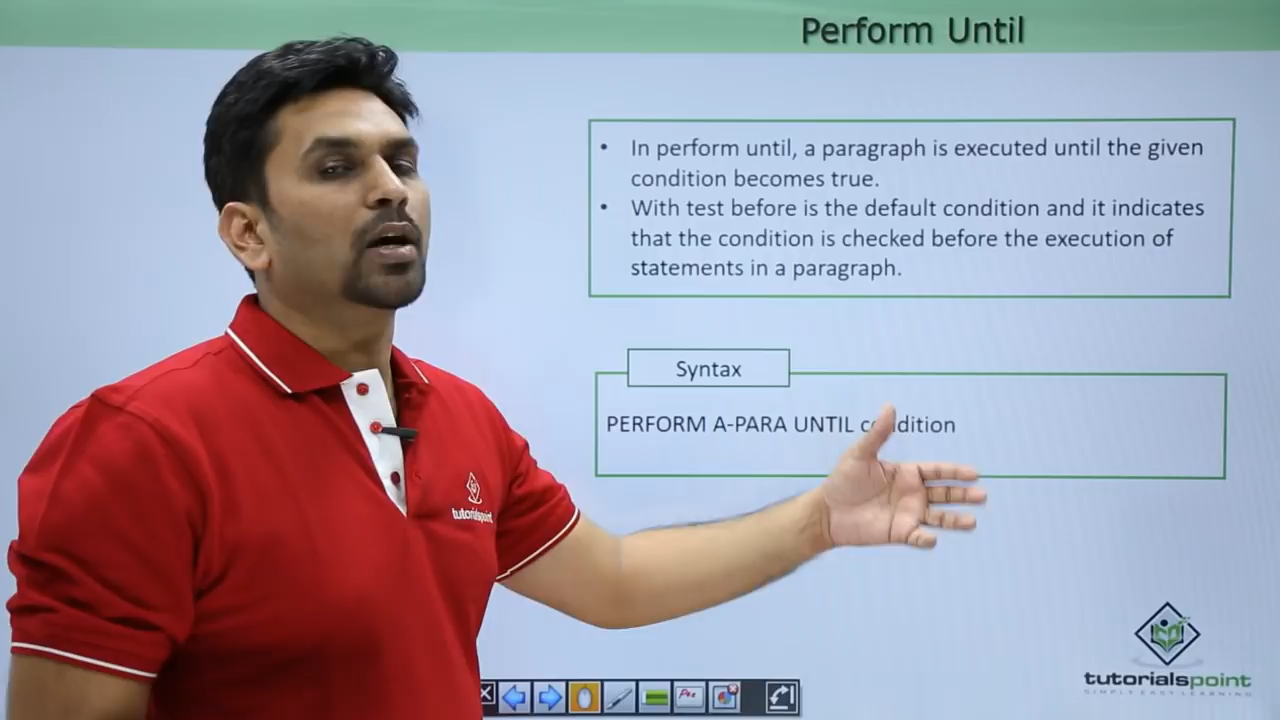 Perform Until
• In perform until, a paragraph is executed until the given
condition becomes true.
• With test before is the default condition and it indicates
that the condition is checked before the execution of
statements in a paragraph.
Syntax
PERFORM A-PARA UNTIL condition
tutorialspoint
tutorialspoint
SIMPLY EASY LEARNING